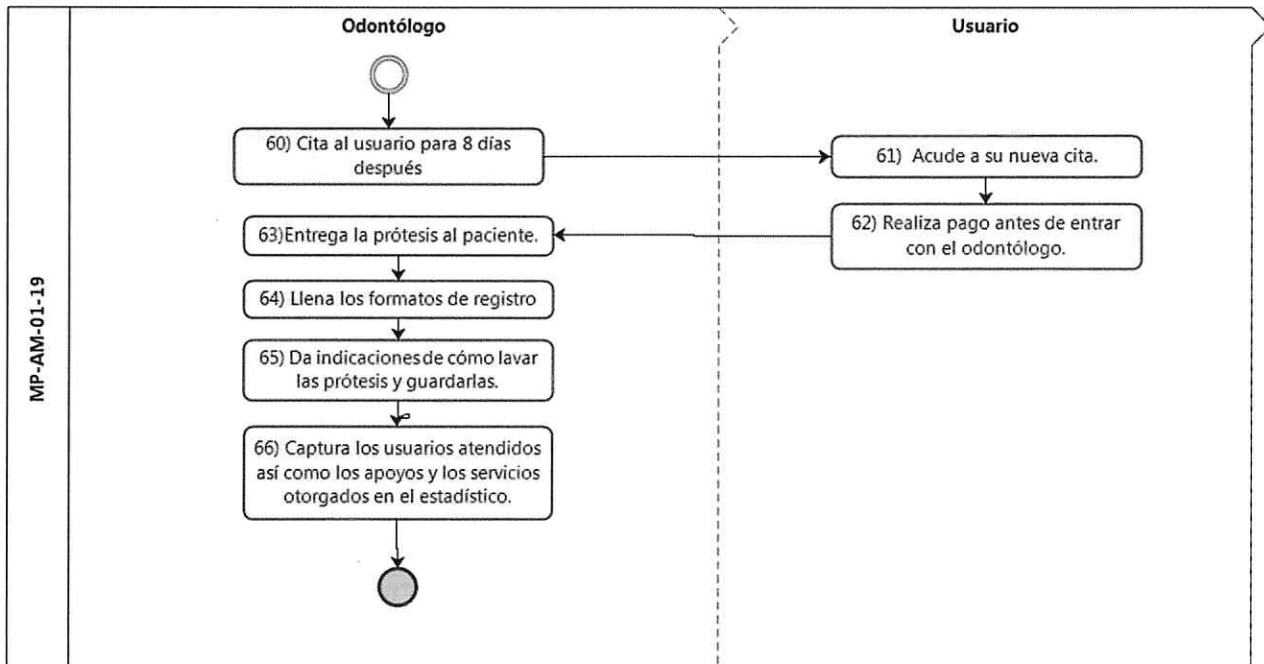 Odontólogo
Usuario
MP-AM-01-19
60) Cita al usuario para 8 días
después
61)  Acude a su nueva cita.
62) Realiza pago antes de entrar
con el odontólogo.
63)Entrega la prótesis al paciente.
64) Llena los formatos de registro
65) Da indicaciones de cómo lavar
las prótesis y guardarlas.
66) Captura los usuarios atendidos
así como los apoyos y los servicios
otorgados en el estadístico.